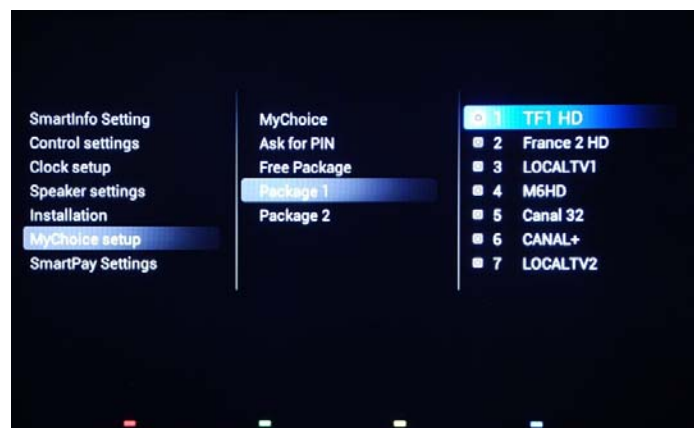 SmartInfo Setting
Control settings
Clock setup
Speaker settings
Installation
MyChoice setup
SmartPay Settings
MyChoice
Ask for PIN
Free Package
Package 1
Package 2
1 TF1 HD
2 France 2 HD
3 LOCALTV1
4 M6HD
5 Canal 32
6 CANAL+
7 LOCALTV2